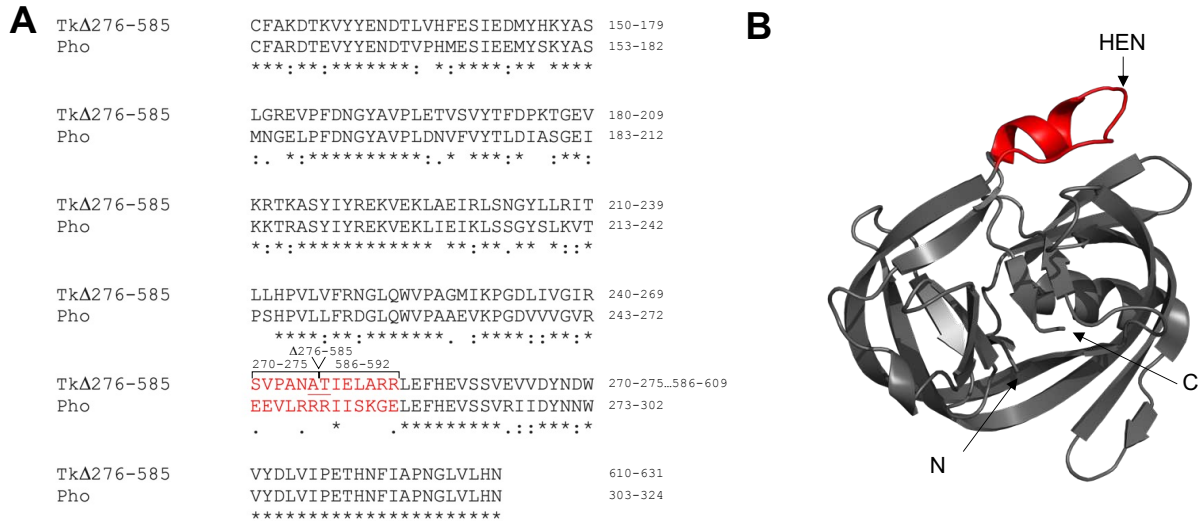 A
TkΔ276-585 CFAKDTKVYYENDTLVHFESIEDMYHKYAS 150-179
Pho CFARDTEVYYENDTVPHMESIEEMYSKYAS 153-182
***:**:*******: *:****:** ****
TkΔ276-585 LGREVPFDNGYAVPLETVSVYTFDPKTGEV 180-209
Pho MNGELPFDNGYAVPLDNVFVYTLDIASGEI 183-212
:. *:**********:.* ***:* :**:
TkΔ276-585 KRTKASYIYREKVEKLAEIRLSNGYLLRIT 210-239
Pho KKTRASYIYREKVEKLIEIKLSSGYSLKVT 213-242
*:*:************ **:**.** *::*
TkΔ276-585 LLHPVLVFRNGLQWVPAGMIKPGDLIVGIR 240-269
Pho PSHPVLLFRDGLQWVPAAEVKPGDVVVGVR 243-272
****:**:*******. :****::**:*
Δ276-585
270-275 586-592
TkΔ276-585 SVPANATIELARRLEFHEVSSVEVVDYNDW 270-275…586-609
Pho EEVLRRRIISKGELEFHEVSSVRIIDYNNW 273-302
. . * .*********.::***:*
TkΔ276-585 VYDLVIPETHNFIAPNGLVLHN 610-631
Pho VYDLVIPETHNFIAPNGLVLHN 303-324
**********************
B
HEN
C
N